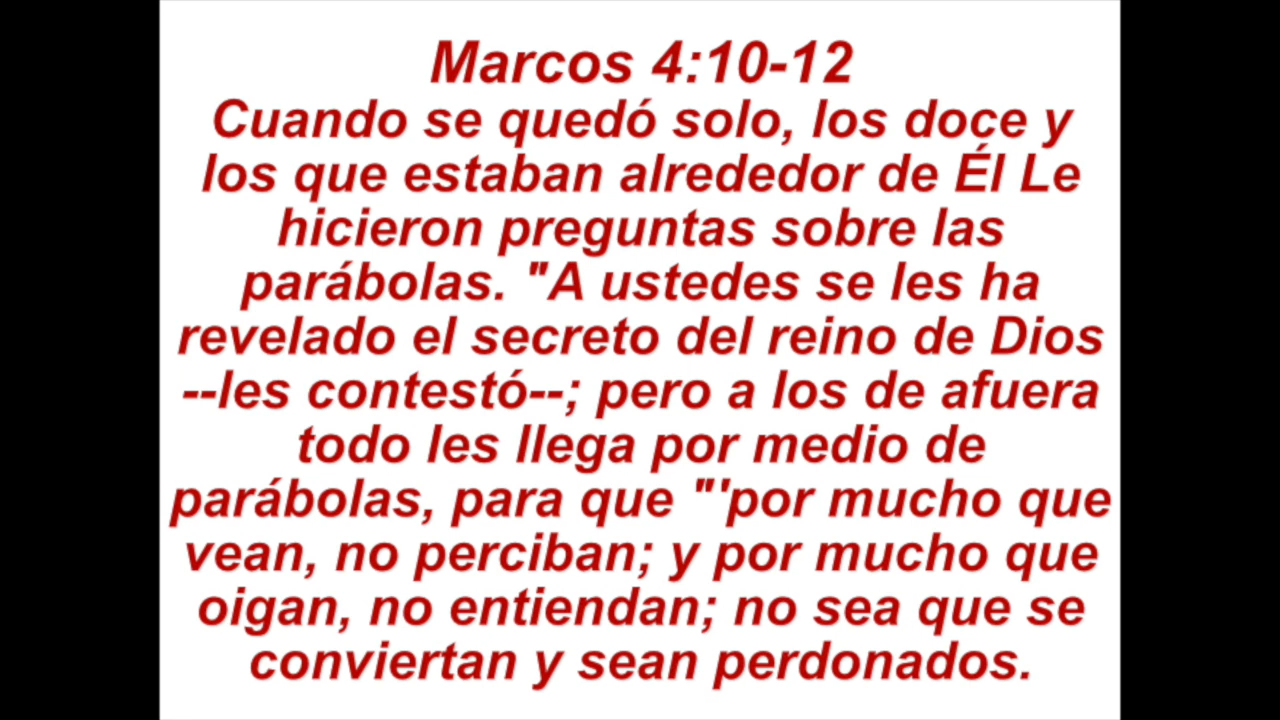 Marcos 4:10-12
Cuando se quedó solo, los doce y
los que estaban alrededor de Él Le
hicieron preguntas sobre las
parábolas. "A ustedes se les ha
revelado el secreto del reino de Dios
--les contestó--; pero a los de afuera
todo les llega por medio de
parábolas, para que "'por mucho que
vean, no perciban; y por mucho que
oigan, no entiendan; no sea que se
conviertan y sean perdonados.